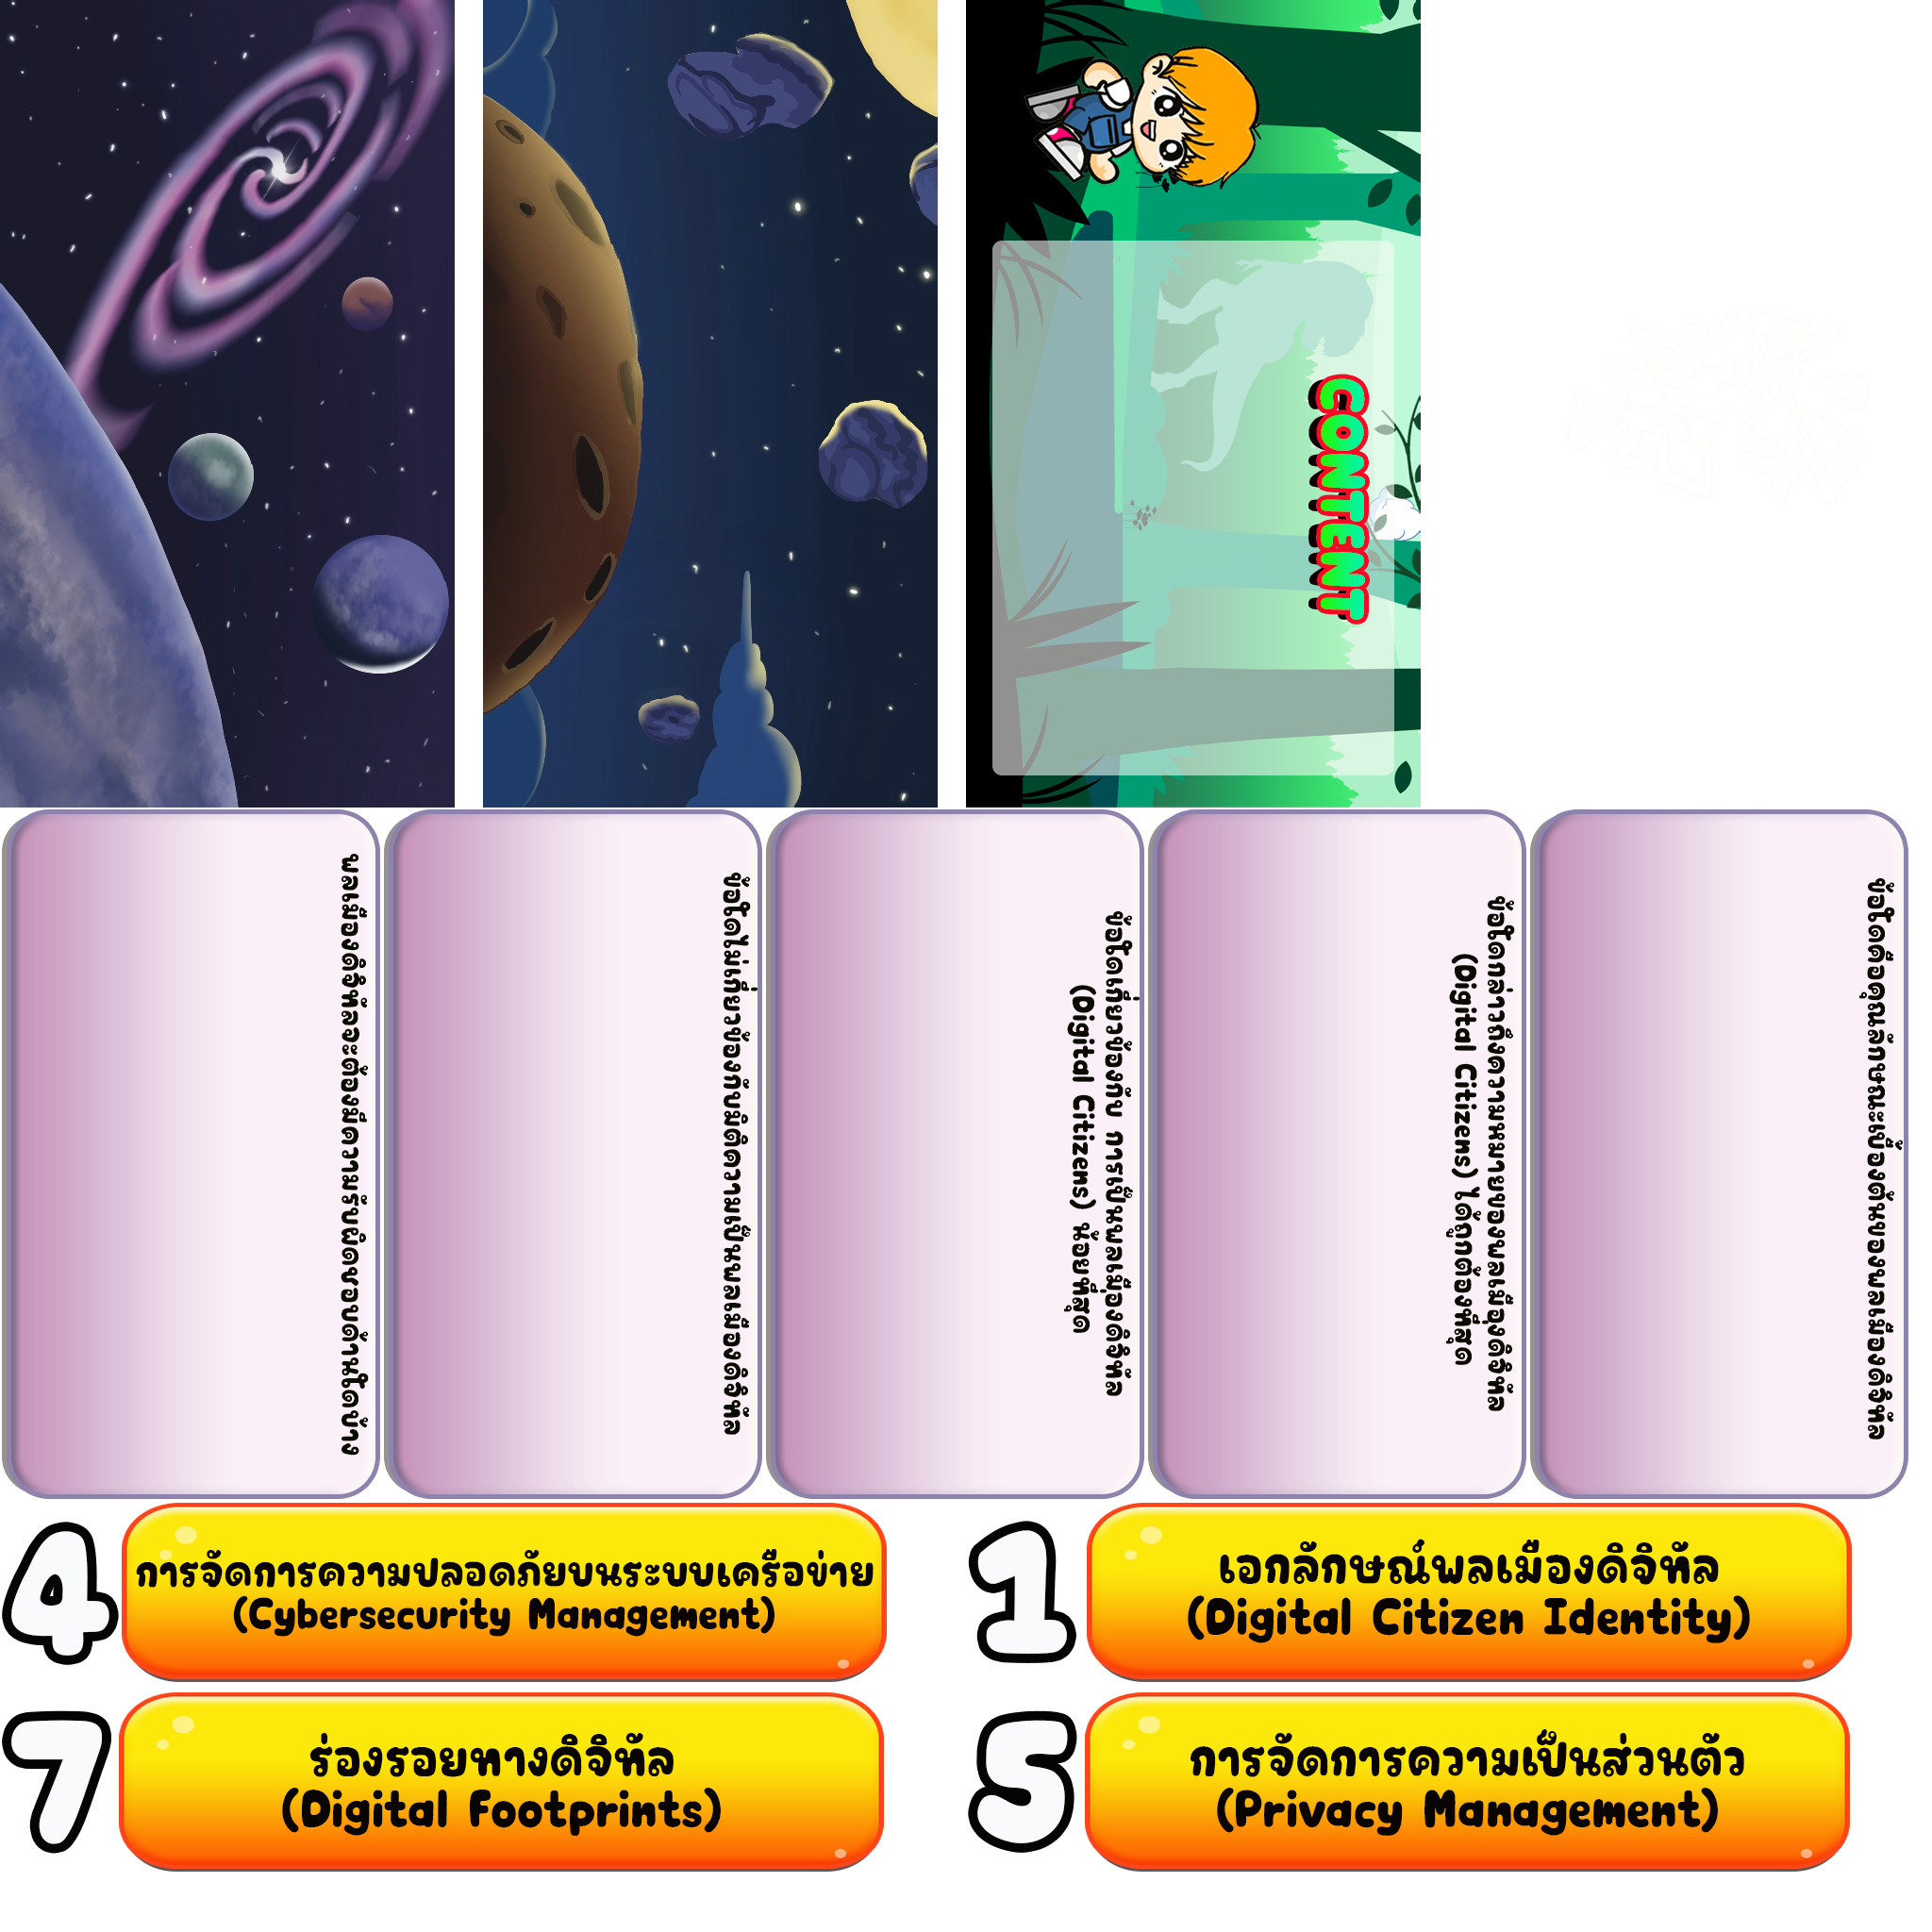 CONTENT
พลเมืองดิจิทัลจะต้องมีความรับผิดชอบด้านใดบ้าง
ข้อใดไม่เกี่ยวข้องกับมิติความเป็นพลเมืองดิจิทัล
ข้อใดเกี่ยวข้องกับ การเป็นพลเมืองดิจิทัล
(Digital Citizens) น้อยที่สุด
ข้อใดกล่าวถึงความหมายของพลเมืองดิจิทัล
(Digital Citizens) ได้ถูกต้องที่สุด
ข้อใดคือคุณลักษณะเบื้องต้นของพลเมืองดิจิทัล
4
การจัดการความปลอดภัยบนระบบเครือข่าย
(Cybersecurity Management)
1
เอกลักษณ์พลเมืองดิจิทัล
(Digital Citizen Identity)
7
ร่องรอยทางดิจิทัล
(Digital Footprints)
5
การจัดการความเป็นส่วนตัว
(Privacy Management)